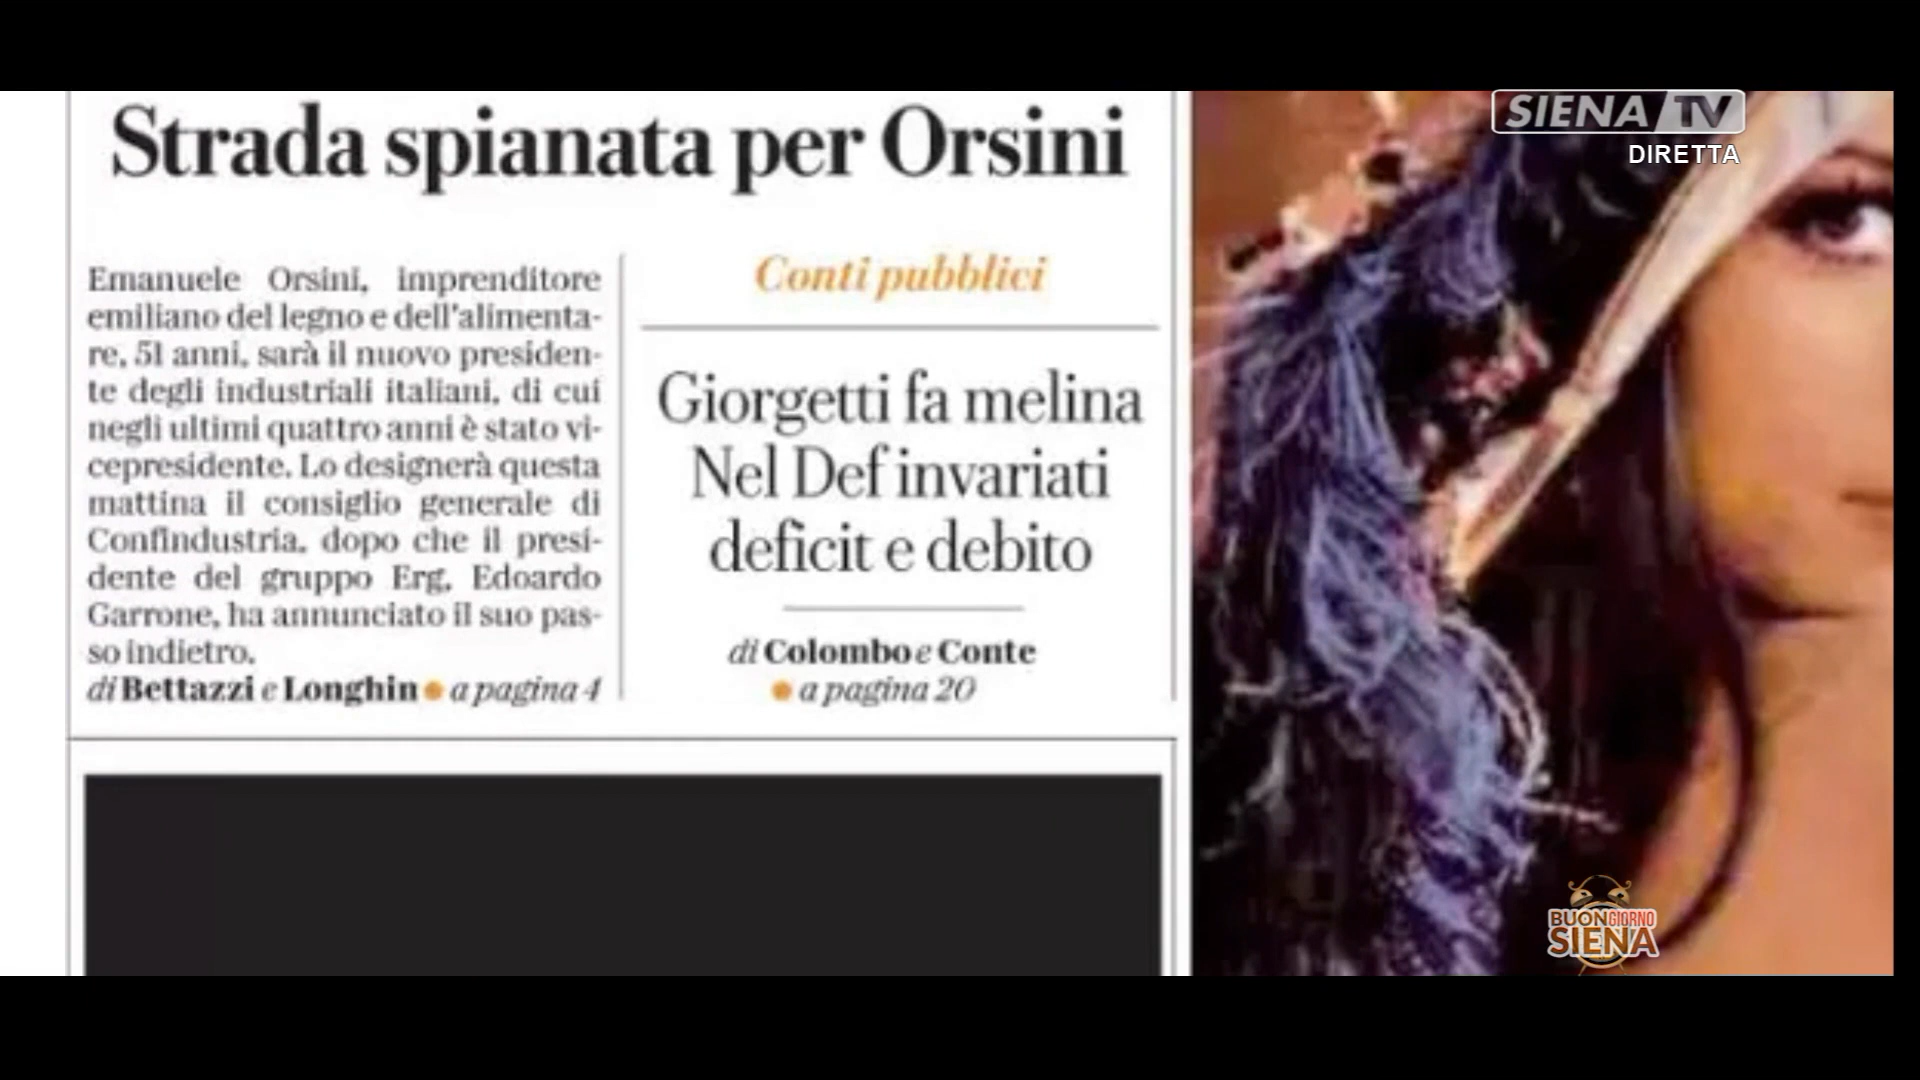 SIENA TV
DIRETTA
Strada spianata per Orsini
Emanuele Orsini, imprenditore
emiliano del legno e dell'alimenta-
re, 51 anni, sarà il nuovo presiden-
te degli industriali italiani, di cui
negli ultimi quattro anni è stato vi-
cepresidente. Lo designerà questa
mattina il consiglio generale di
Confindustria, dopo che il presi-
dente del gruppo Erg, Edoardo
Garrone, ha annunciato il suo pas-
so indietro.
di Bettazzi e Longhin ● a pagina 4
Conti pubblici
Giorgetti fa melina
Nel Def invariati
deficit e debito
di Colombo e Conte
● a pagina 20
BUONGIORNO
SIENA